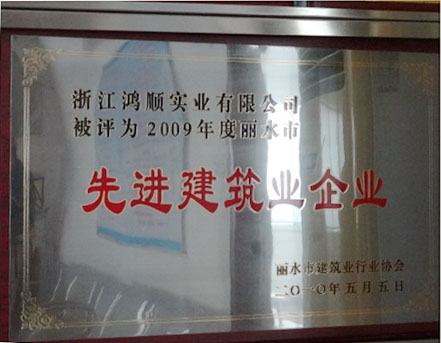 浙江鸿顺实业有限公司
被评为2009年度丽水市
先进建筑业企业
丽水市建筑业行业协会
二〇一〇年五月五日